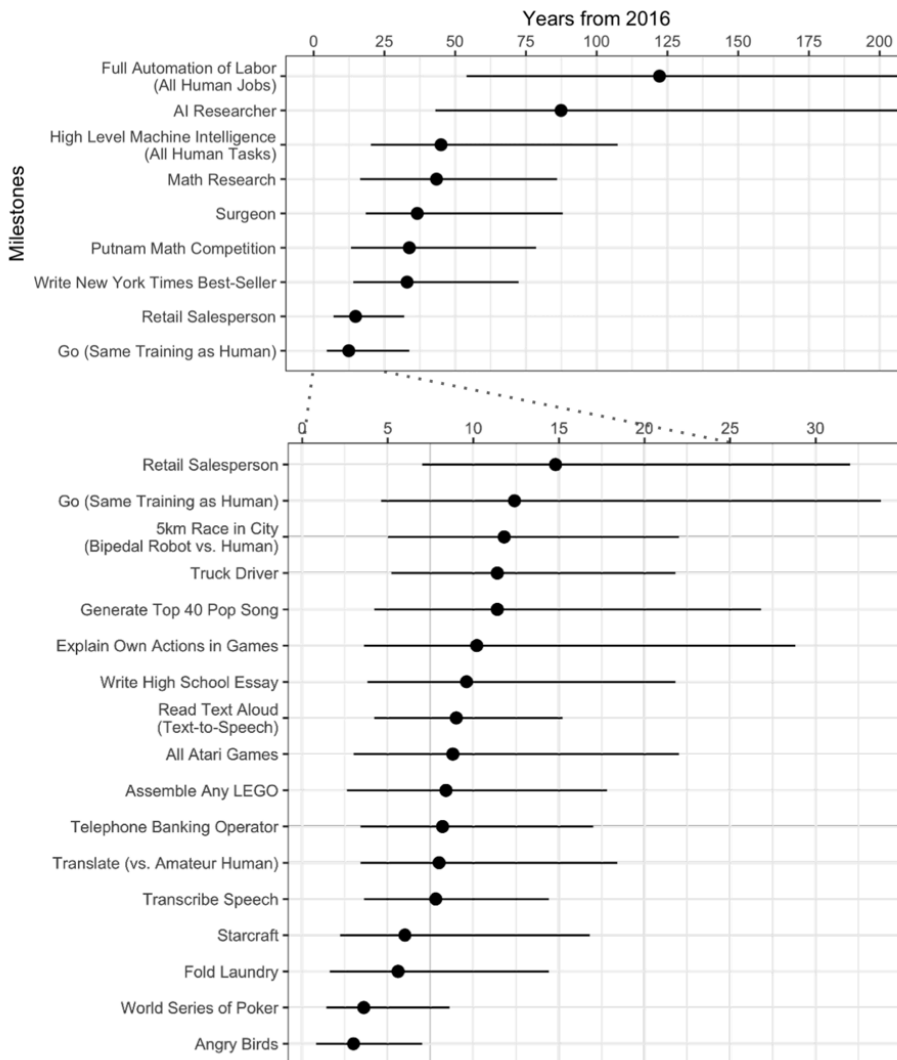 Years from 2016
0 25 50 75 100 125 150 175 200
Milestones
Full Automation of Labor
(All Human Jobs)
AI Researcher
High Level Machine Intelligence
(All Human Tasks)
Math Research
Surgeon
Putnam Math Competition
Write New York Times Best-Seller
Retail Salesperson
Go (Same Training as Human)
0 5 10 15 20 25 30
Retail Salesperson
Go (Same Training as Human)
5km Race in City
(Bipedal Robot vs. Human)
Truck Driver
Generate Top 40 Pop Song
Explain Own Actions in Games
Write High School Essay
Read Text Aloud
(Text-to-Speech)
All Atari Games
Assemble Any LEGO
Telephone Banking Operator
Translate (vs. Amateur Human)
Transcribe Speech
Starcraft
Fold Laundry
World Series of Poker
Angry Birds